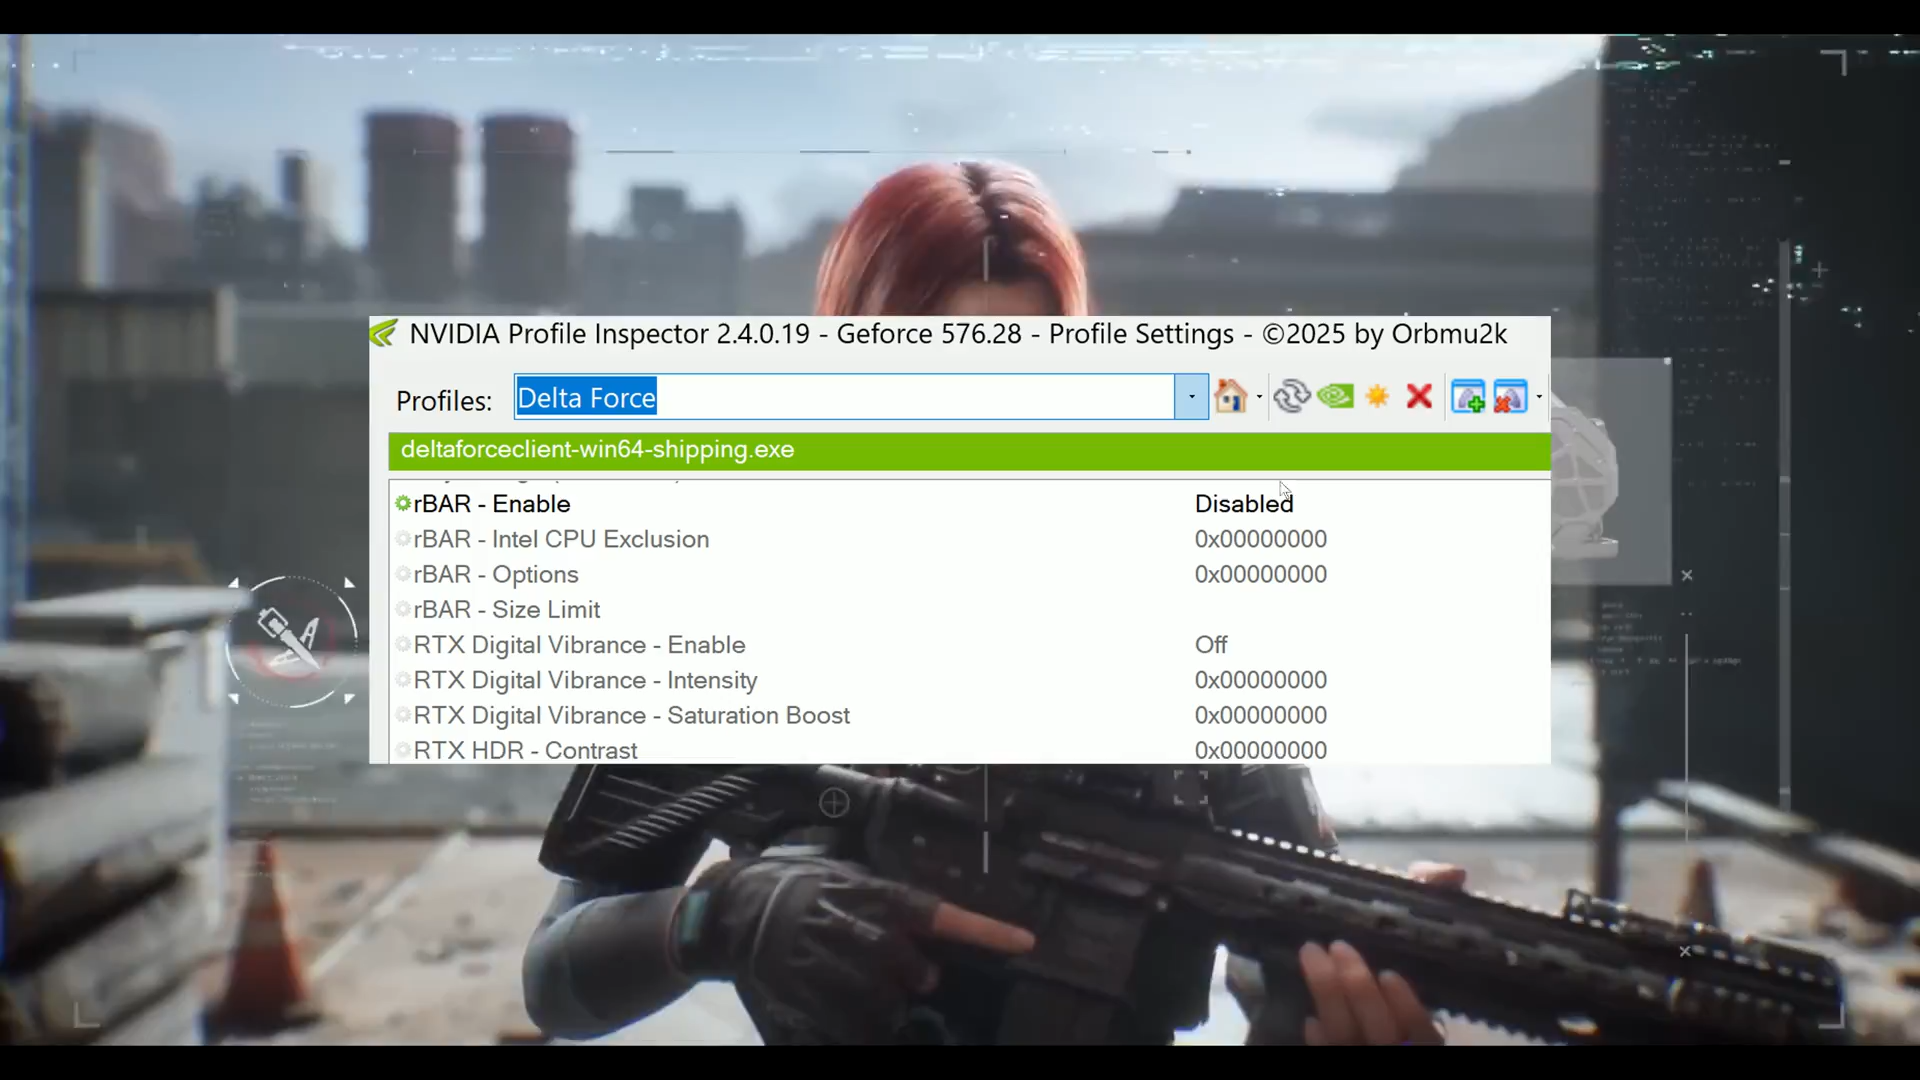 NVIDIA Profile Inspector 2.4.0.19 - Geforce 576.28 - Profile Settings - ©2025 by Orbmu2k
Profiles: Delta Force
deltaforceclient-win64-shipping.exe
rBAR - Enable Disabled
rBAR - Intel CPU Exclusion 0x00000000
rBAR - Options 0x00000000
rBAR - Size Limit
RTX Digital Vibrance - Enable Off
RTX Digital Vibrance - Intensity 0x00000000
RTX Digital Vibrance - Saturation Boost 0x00000000
RTX HDR - Contrast 0x00000000